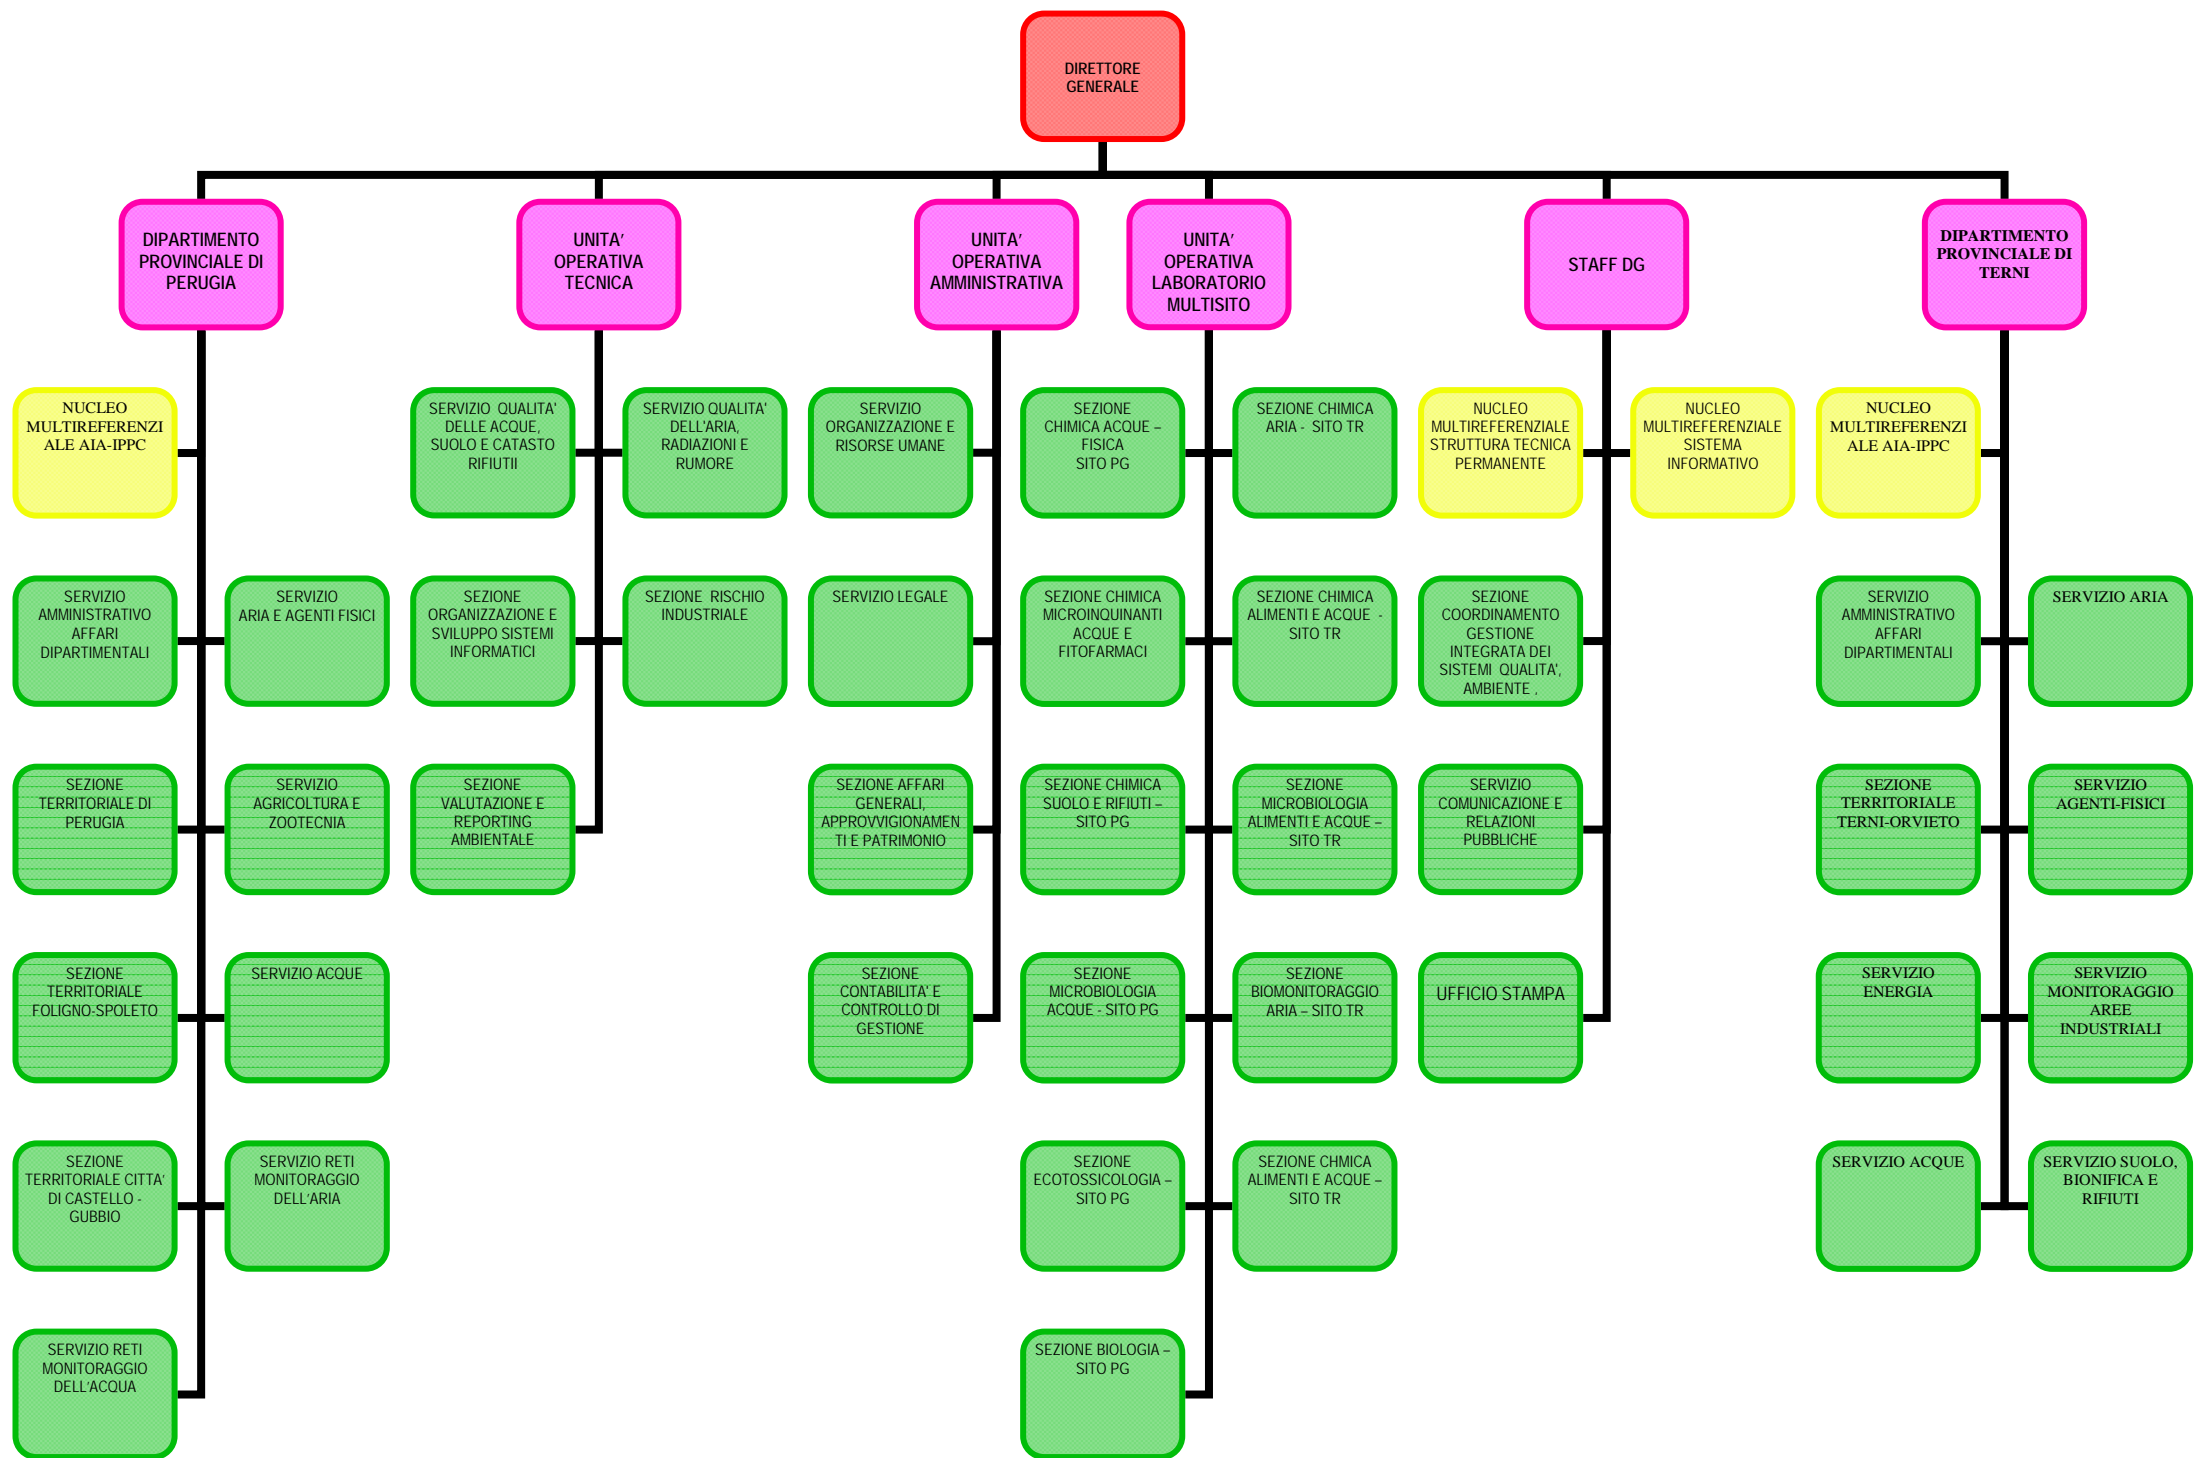 DIRETTORE
GENERALE
DIPARTIMENTO
PROVINCIALE DI
PERUGIA
UNITA'
OPERATIVA
TECNICA
UNITA'
OPERATIVA
AMMINISTRATIVA
UNITA'
OPERATIVA
LABORATORIO
MULTISITO
STAFF DG
DIPARTIMENTO
PROVINCIALE DI
TERNI
NUCLEO
MULTIREFERENZI
ALE AIA-IPPC
SERVIZIO QUALITA'
DELLE ACQUE,
SUOLO E CATASTO
RIFIUTII
SERVIZIO QUALITA'
DELL'ARIA,
RADIAZIONI E
RUMORE
SERVIZIO
ORGANIZZAZIONE E
RISORSE UMANE
SEZIONE
CHIMICA ACQUE –
FISICA
SITO PG
SEZIONE CHIMICA
ARIA - SITO TR
NUCLEO
MULTIREFERENZIALE
STRUTTURA TECNICA
PERMANENTE
NUCLEO
MULTIREFERENZIALE
SISTEMA
INFORMATIVO
NUCLEO
MULTIREFERENZI
ALE AIA-IPPC
SERVIZIO
AMMINISTRATIVO
AFFARI
DIPARTIMENTALI
SERVIZIO
ARIA E AGENTI FISICI
SEZIONE
ORGANIZZAZIONE E
SVILUPPO SISTEMI
INFORMATICI
SEZIONE RISCHIO
INDUSTRIALE
SERVIZIO LEGALE
SEZIONE CHIMICA
MICROINQUINANTI
ACQUE E
FITOFARMACI
SEZIONE CHIMICA
ALIMENTI E ACQUE -
SITO TR
SEZIONE
COORDINAMENTO
GESTIONE
INTEGRATA DEI
SISTEMI QUALITA',
AMBIENTE ,
SERVIZIO
AMMINISTRATIVO
AFFARI
DIPARTIMENTALI
SERVIZIO ARIA
SEZIONE
TERRITORIALE DI
PERUGIA
SERVIZIO
AGRICOLTURA E
ZOOTECNIA
SEZIONE
VALUTAZIONE E
REPORTING
AMBIENTALE
SEZIONE AFFARI
GENERALI,
APPROVVIGIONAMEN
TI E PATRIMONIO
SEZIONE CHIMICA
SUOLO E RIFIUTI –
SITO PG
SEZIONE
MICROBIOLOGIA
ALIMENTI E ACQUE –
SITO TR
SERVIZIO
COMUNICAZIONE E
RELAZIONI
PUBBLICHE
SEZIONE
TERRITORIALE
TERNI-ORVIETO
SERVIZIO
AGENTI-FISICI
SEZIONE
TERRITORIALE
FOLIGNO-SPOLETO
SERVIZIO ACQUE
SEZIONE
CONTABILITA' E
CONTROLLO DI
GESTIONE
SEZIONE
MICROBIOLOGIA
ACQUE - SITO PG
SEZIONE
BIOMONITORAGGIO
ARIA – SITO TR
UFFICIO STAMPA
SERVIZIO
ENERGIA
SERVIZIO
MONITORAGGIO
AREE
INDUSTRIALI
SEZIONE
TERRITORIALE CITTA'
DI CASTELLO -
GUBBIO
SERVIZIO RETI
MONITORAGGIO
DELL'ARIA
SEZIONE
ECOTOSSICOLOGIA –
SITO PG
SEZIONE CHMICA
ALIMENTI E ACQUE –
SITO TR
SERVIZIO ACQUE
SERVIZIO SUOLO,
BIONIFICA E
RIFIUTI
SERVIZIO RETI
MONITORAGGIO
DELL'ACQUA
SEZIONE BIOLOGIA –
SITO PG